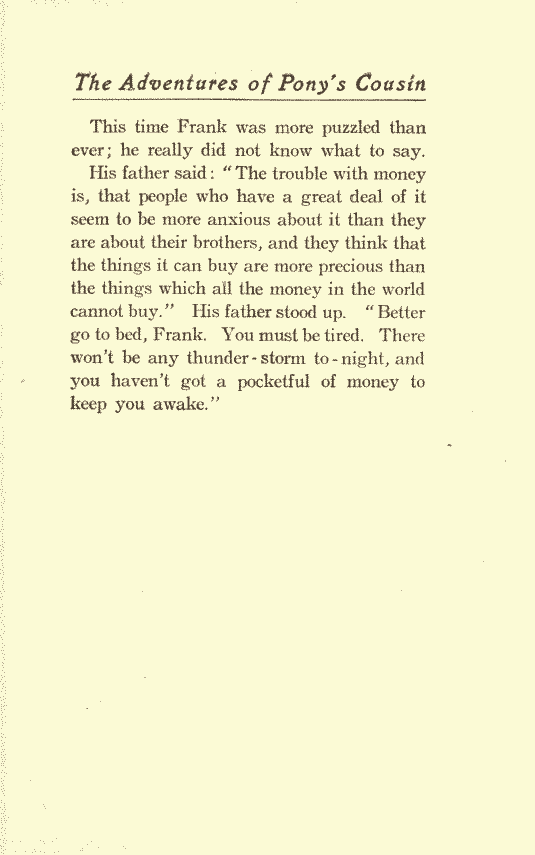 The Adventures of Pony's Cousin
This time Frank was more puzzled than
ever; he really did not know what to say.
His father said: "The trouble with money
is, that people who have a great deal of it
seem to be more anxious about it than they
are about their brothers, and they think that
the things it can buy are more precious than
the things which all the money in the world
cannot buy." His father stood up. "Better
go to bed, Frank. You must be tired. There
won't be any thunder-storm to-night, and
you haven't got a pocketful of money to
keep you awake."